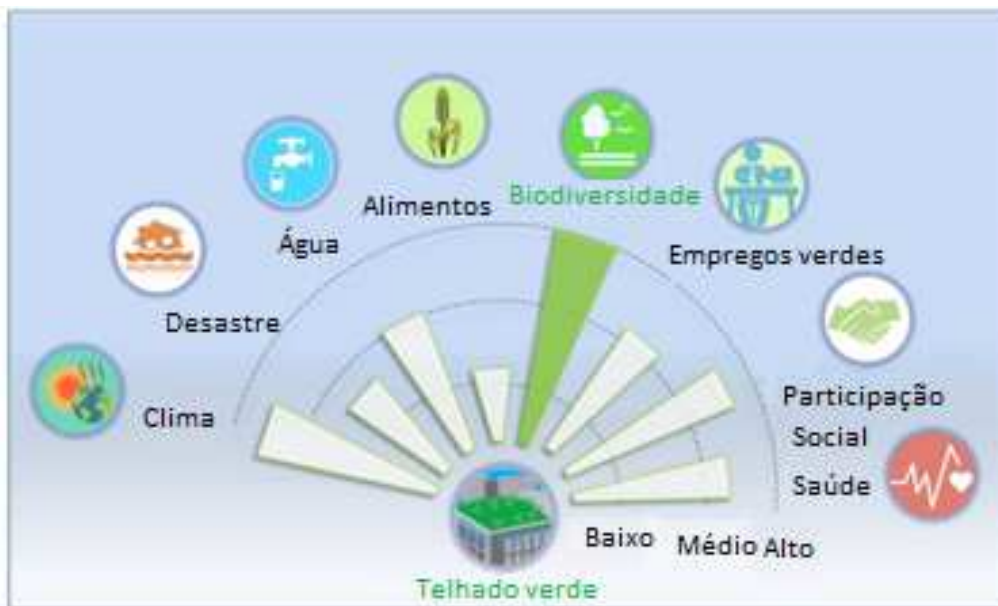 Alimentos
Biodiversidade
Água
Empregos verdes
Desastre
Clima
Participação
Social
Saúde
Baixo
Médio
Alto
Telhado verde